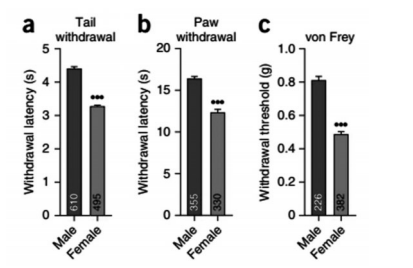 a
Tail
withdrawal
Withdrawal latency (s)
5
4
3
2
1
0
•••
610
495
Male
Female
b
Paw
withdrawal
Withdrawal latency (s)
20
15
10
5
0
•••
355
330
Male
Female
c
von Frey
Withdrawal threshold (g)
1.0
0.8
0.6
0.4
0.2
0
•••
226
382
Male
Female